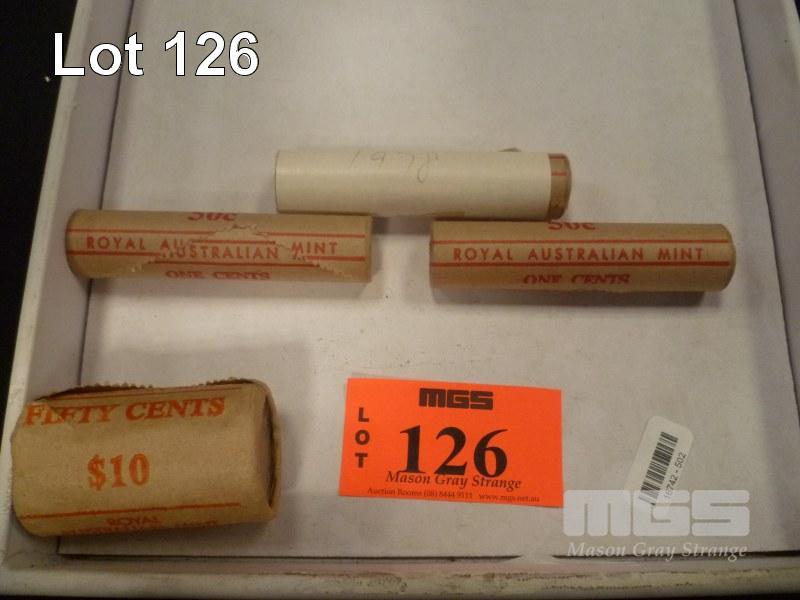 Lot 126
1978
50c
ROYAL AUSTRALIAN MINT
ONE CENTS
50c
ROYAL AUSTRALIAN MINT
ONE CENTS
FIFTY CENTS
$10
ROYAL
MGS
LOT
126
Mason Gray Strange
Auction Rooms (08) 8444 9111 www.mgs.net.au
16742 - 502
MGS
Mason Gray Strange